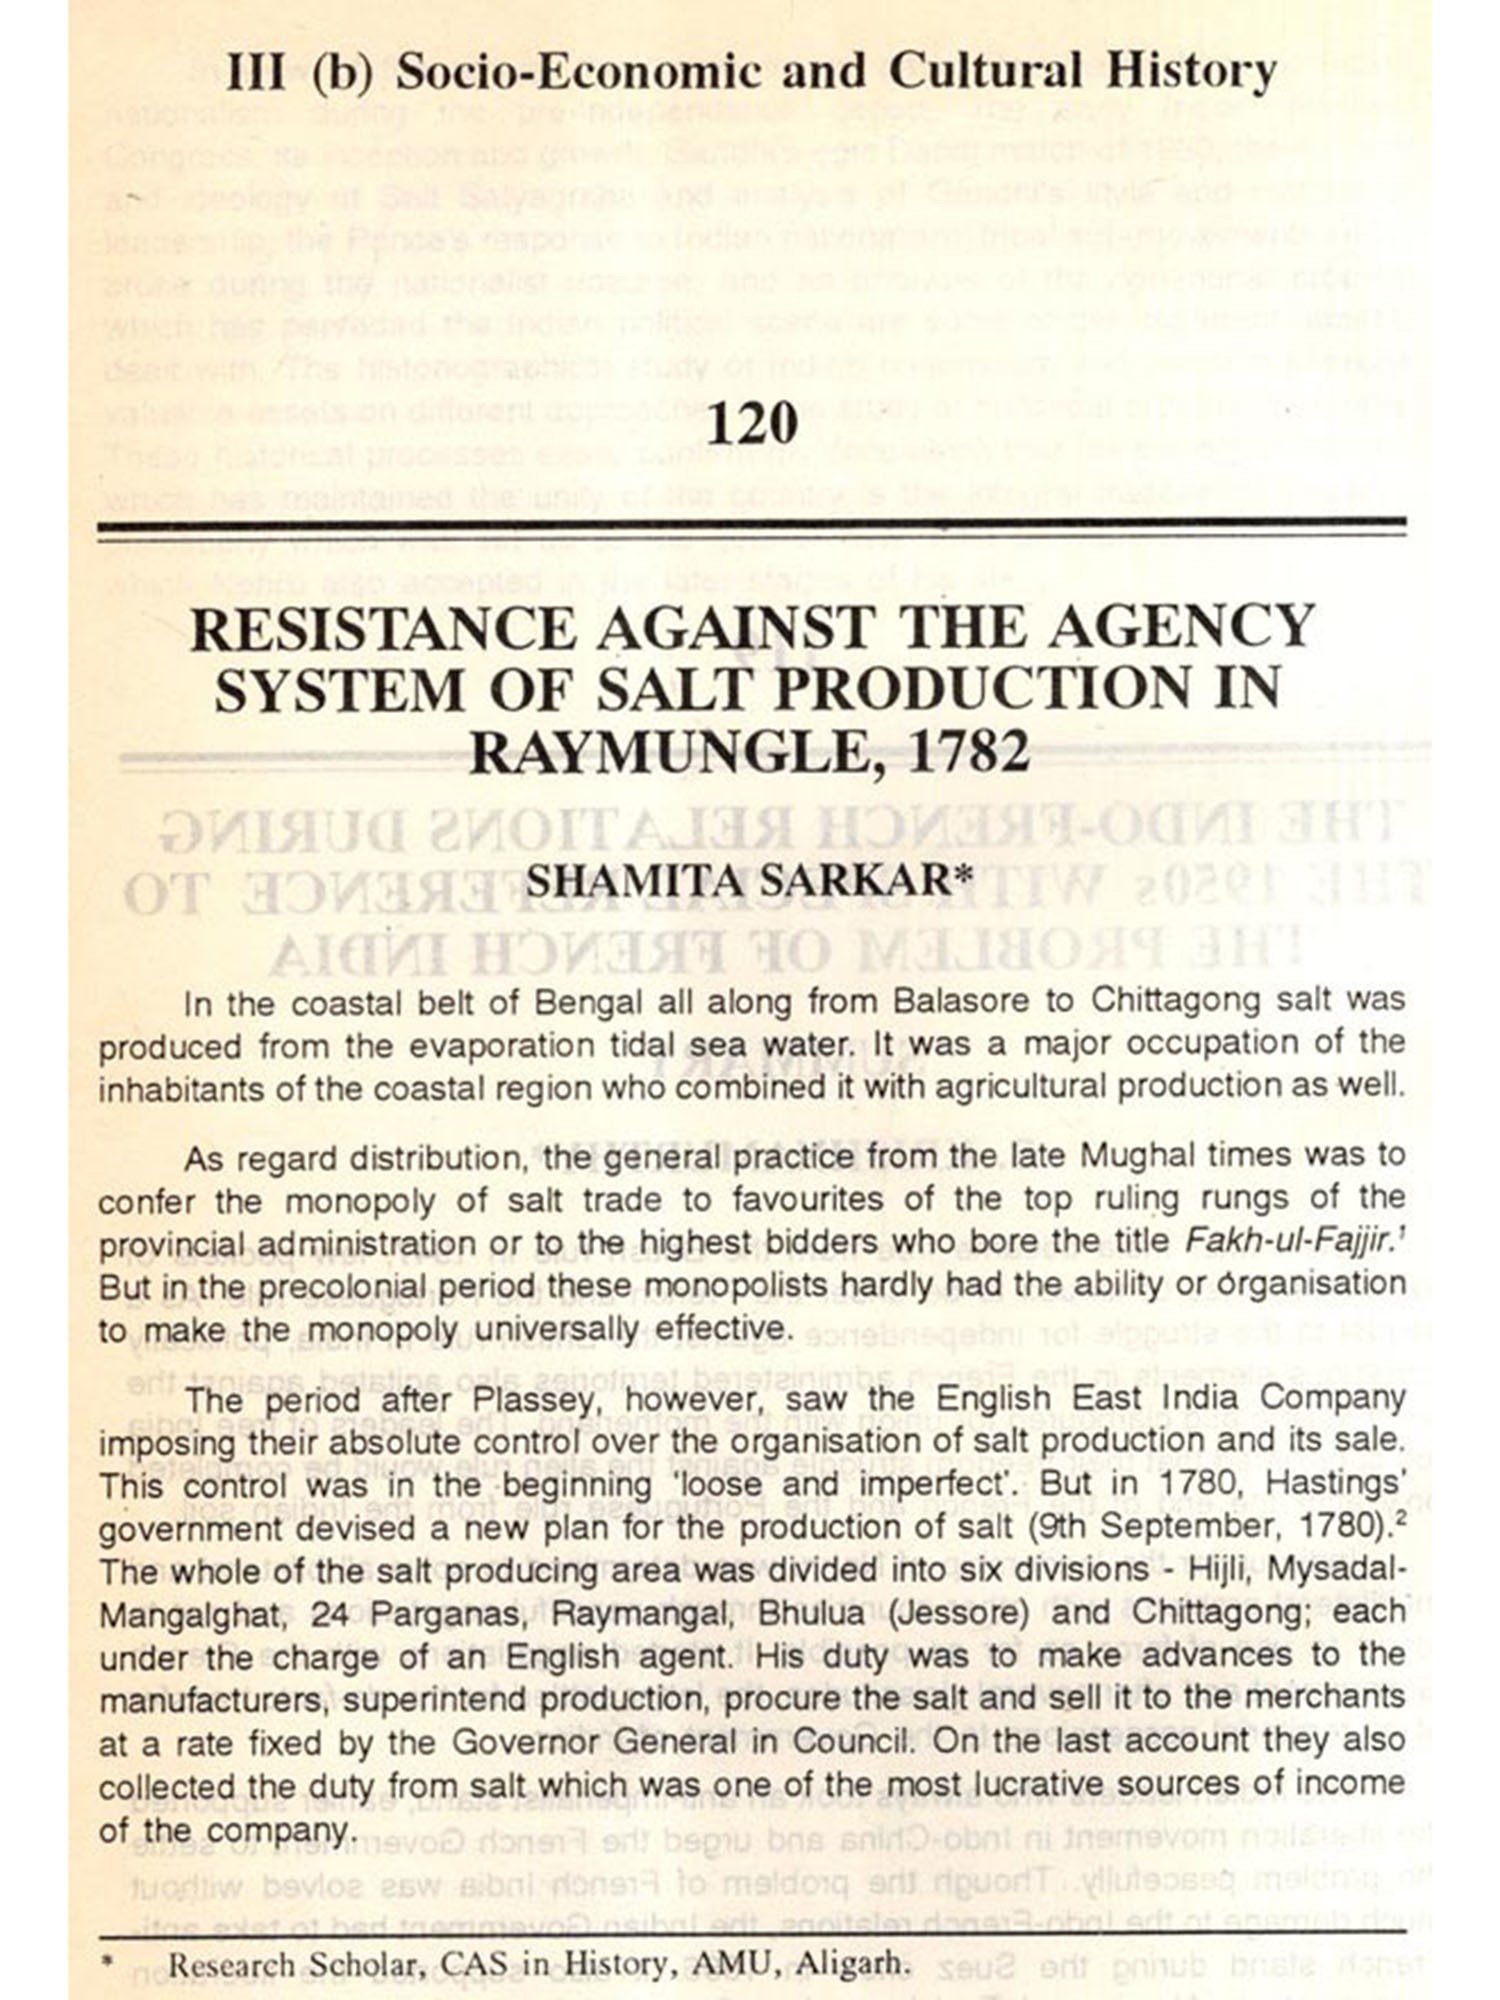 III (b) Socio-Economic and Cultural History
120
RESISTANCE AGAINST THE AGENCY
SYSTEM OF SALT PRODUCTION IN
RAYMUNGLE, 1782
SHAMITA SARKAR*
In the coastal belt of Bengal all along from Balasore to Chittagong salt was
produced from the evaporation tidal sea water. It was a major occupation of the
inhabitants of the coastal region who combined it with agricultural production as well.
As regard distribution, the general practice from the late Mughal times was to
confer the monopoly of salt trade to favourites of the top ruling rungs of the
provincial administration or to the highest bidders who bore the title Fakh-ul-Fajjir.¹
But in the precolonial period these monopolists hardly had the ability or organisation
to make the monopoly universally effective.
The period after Plassey, however, saw the English East India Company
imposing their absolute control over the organisation of salt production and its sale.
This control was in the beginning 'loose and imperfect'. But in 1780, Hastings'
government devised a new plan for the production of salt (9th September, 1780).²
The whole of the salt producing area was divided into six divisions - Hijli, Mysadal-
Mangalghat, 24 Parganas, Raymangal, Bhulua (Jessore) and Chittagong; each
under the charge of an English agent. His duty was to make advances to the
manufacturers, superintend production, procure the salt and sell it to the merchants
at a rate fixed by the Governor General in Council. On the last account they also
collected the duty from salt which was one of the most lucrative sources of income
of the company.
* Research Scholar, CAS in History, AMU, Aligarh.